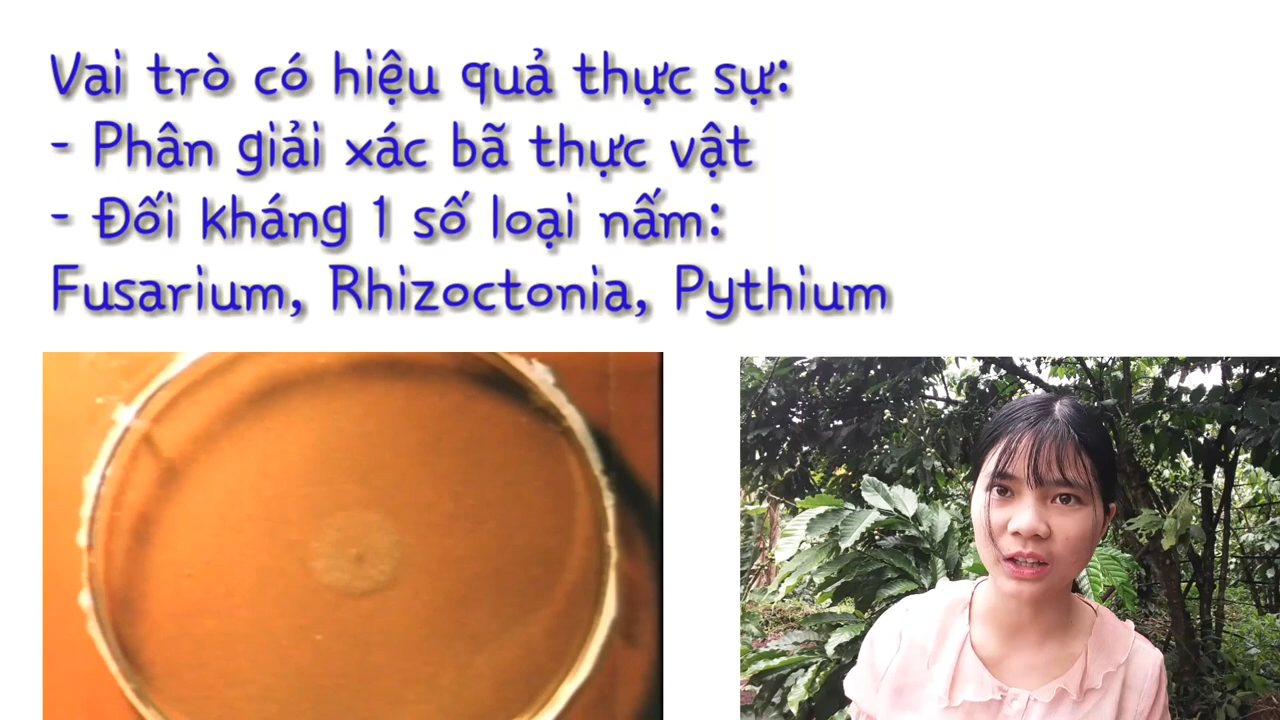 Vai trò có hiệu quả thực sự:
- Phân giải xác bã thực vật
- Đối kháng 1 số loại nấm:
Fusarium, Rhizoctonia, Pythium